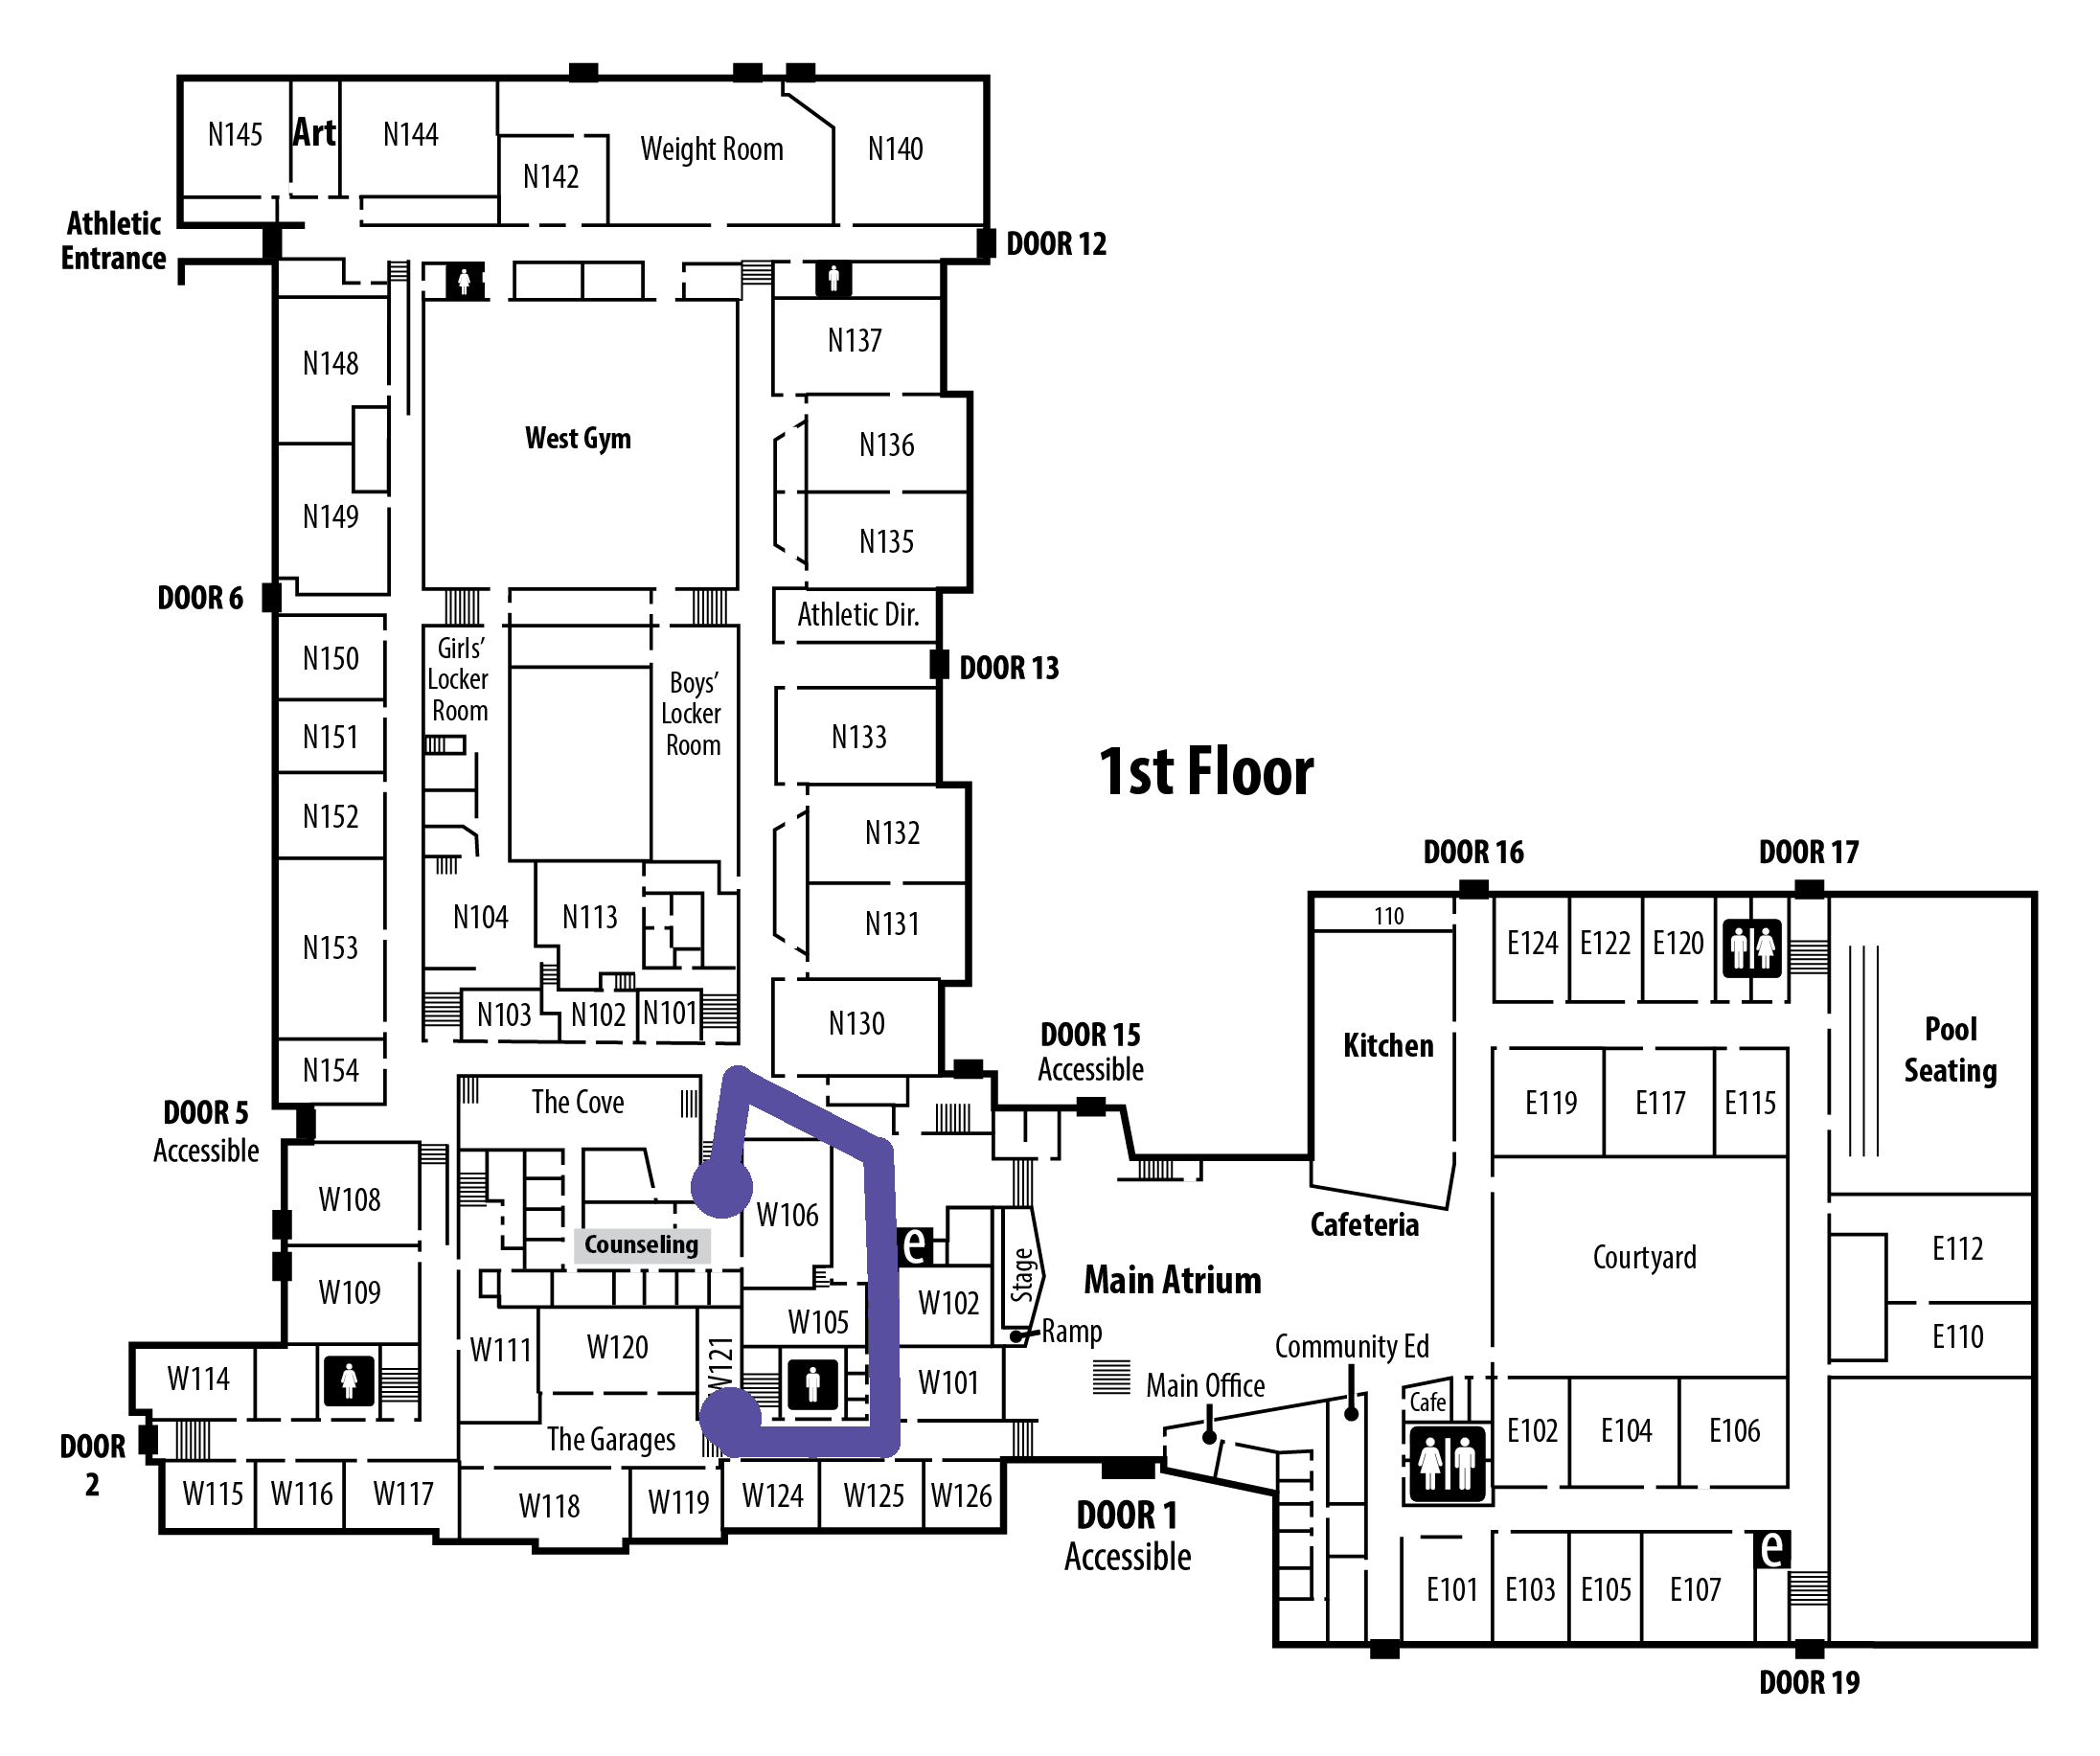 N145
Art
N144
N142
Weight Room
N140
Athletic
Entrance
DOOR 12
N148
N137
West Gym
N136
N149
N135
DOOR 6
Athletic Dir.
N150
Girls'
Locker
Room
Boys'
Locker
Room
DOOR 13
N151
N133
1st Floor
N152
N132
DOOR 16
DOOR 17
N153
N104
N113
N131
110
E124
E122
E120
N103
N102
N101
N130
DOOR 15
Accessible
Kitchen
Pool
Seating
N154
The Cove
E119
E117
E115
DOOR 5
Accessible
W108
W106
Cafeteria
Counseling
e
Stage
Main Atrium
Courtyard
E112
W109
W102
W105
Ramp
E110
W111
W120
W121
Community Ed
W114
W101
Main Office
Cafe
DOOR
2
The Garages
E102
E104
E106
W115
W116
W117
W118
W119
W124
W125
W126
DOOR 1
Accessible
e
E101
E103
E105
E107
DOOR 19